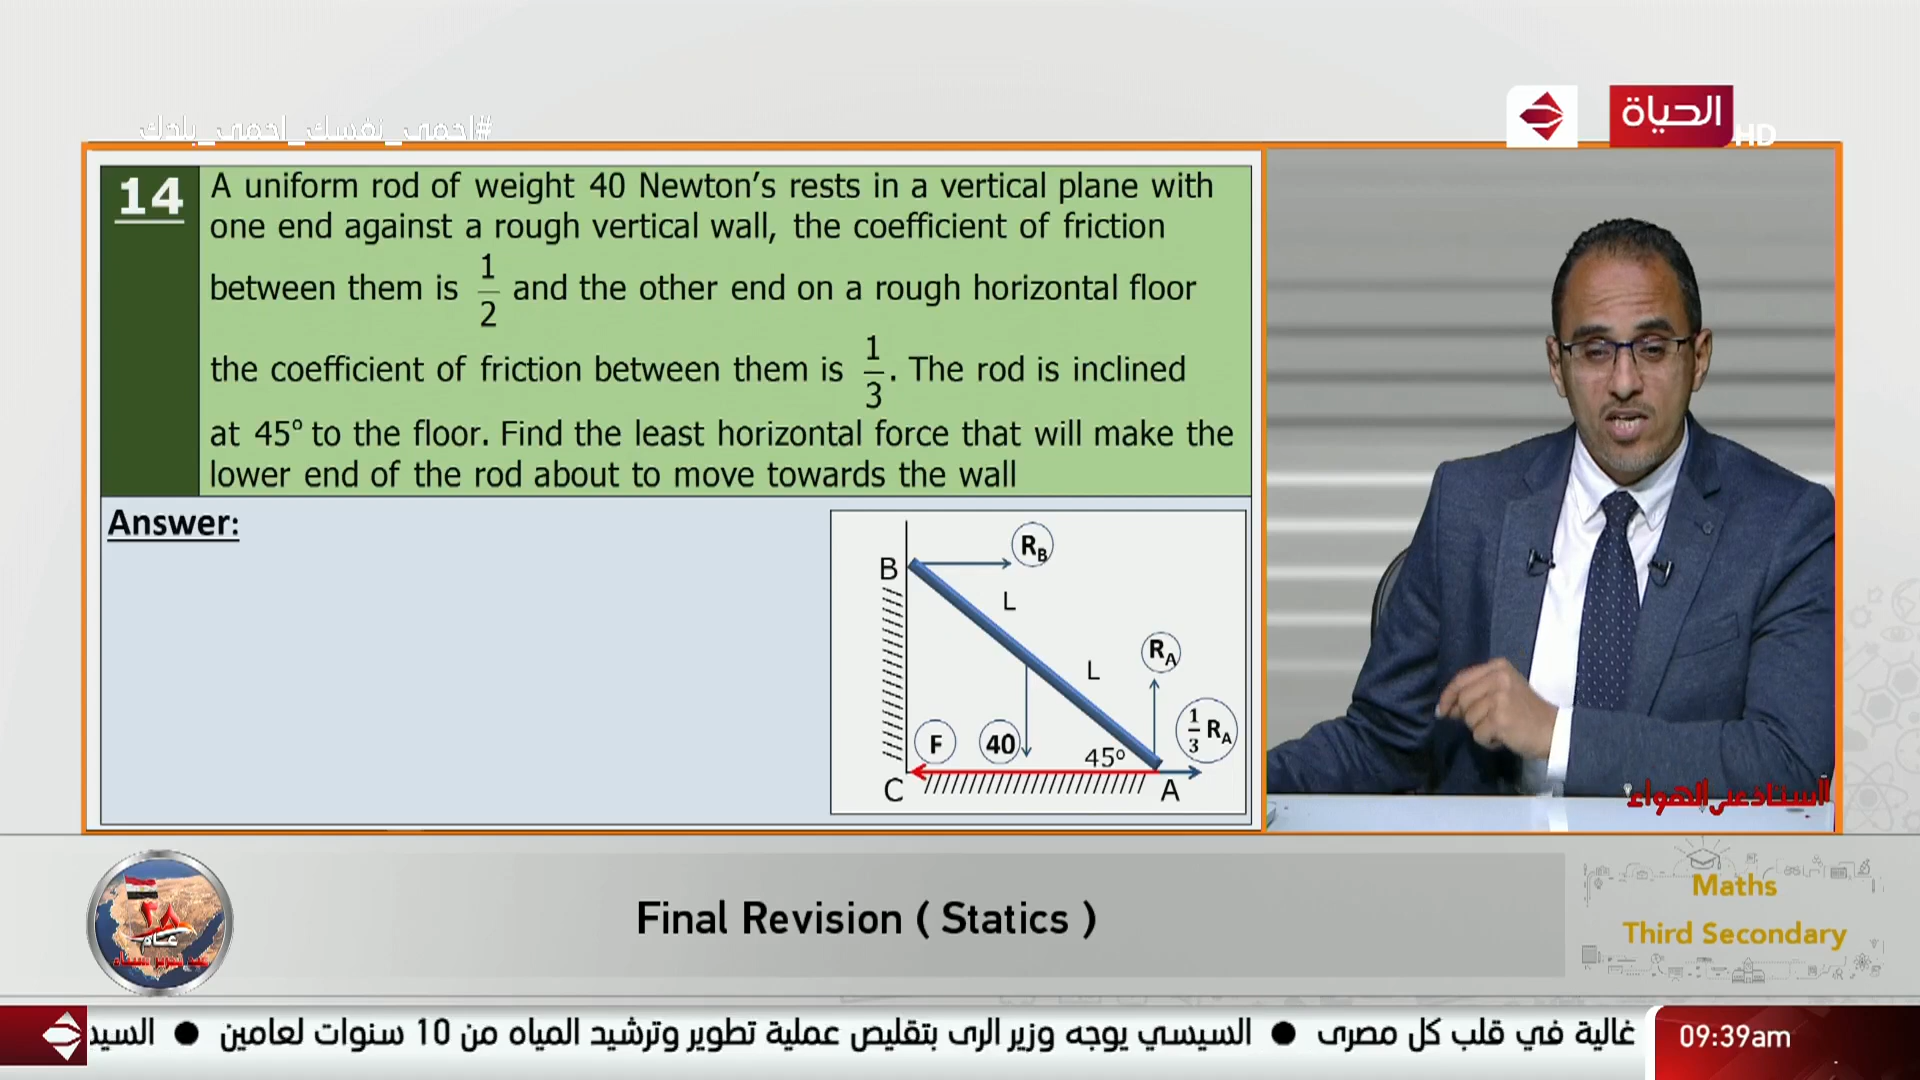 #احمي_نفسك_احمي_بلدك
الحياة
HD
14
A uniform rod of weight 40 Newton's rests in a vertical plane with
one end against a rough vertical wall, the coefficient of friction
between them is 1/2 and the other end on a rough horizontal floor
the coefficient of friction between them is 1/3. The rod is inclined
at 45° to the floor. Find the least horizontal force that will make the
lower end of the rod about to move towards the wall
Answer:
B
R_B
L
L
R_A
F
40
45°
1/3 R_A
C
A
أستاذ على الهواء
Final Revision ( Statics )
Maths
Third Secondary
٣٨
عام
غالية في قلب كل مصرى ● السيسي يوجه وزير الرى بتقليص عملية تطوير وترشيد المياه من 10 سنوات لعامين ● السيد
09:39am